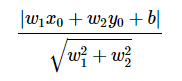 |w₁x₀ + w₂y₀ + b|
√(w₁² + w₂²)